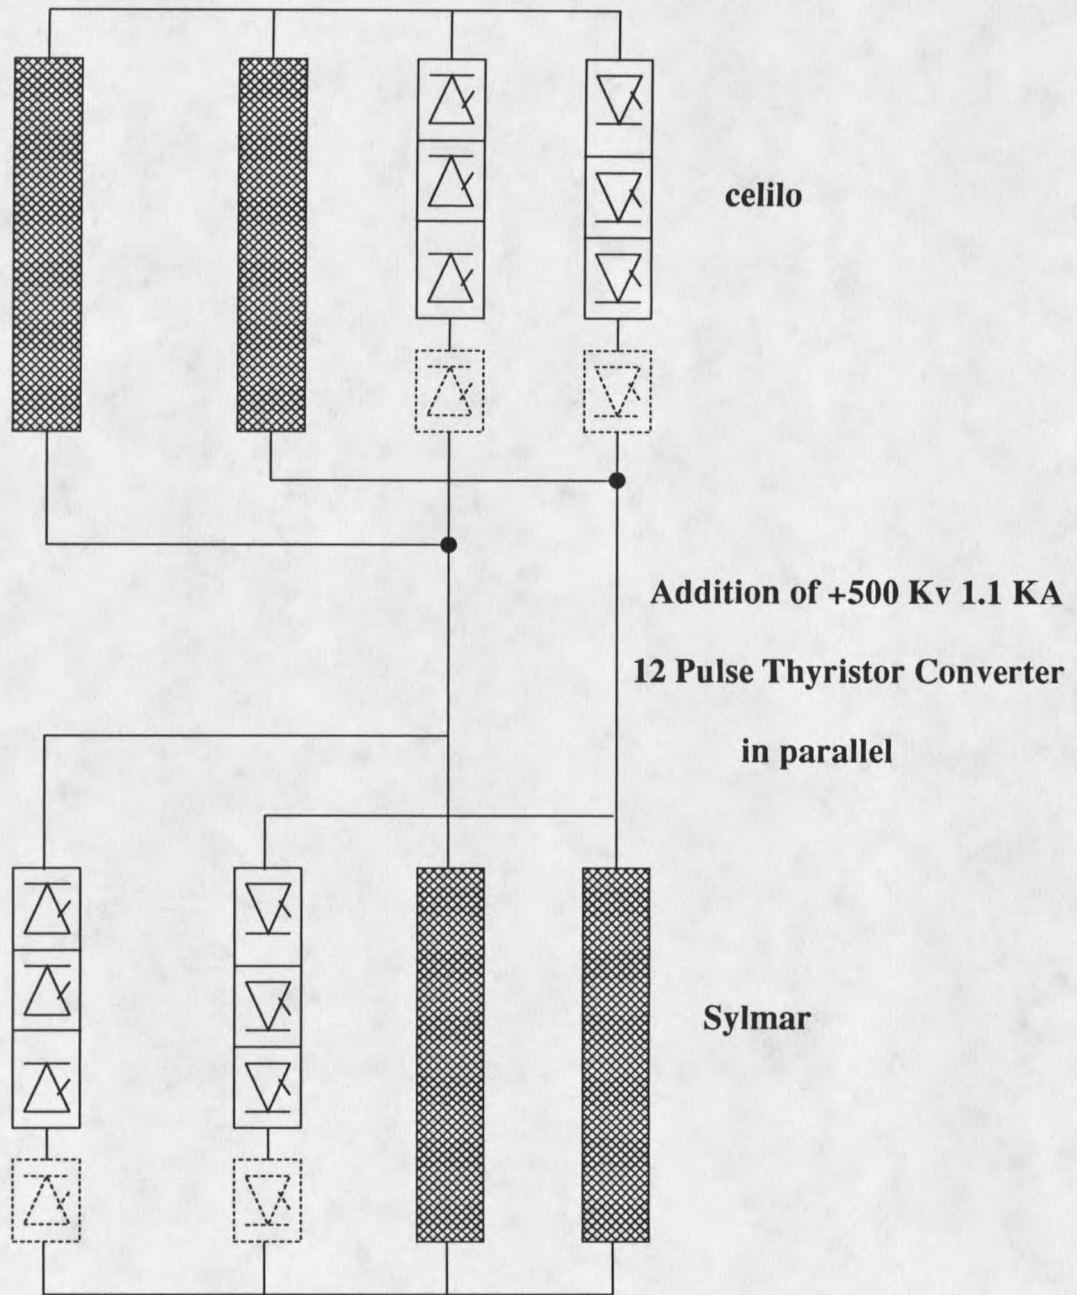 celilo
Addition of +500 Kv 1.1 KA
12 Pulse Thyristor Converter
in parallel
Sylmar